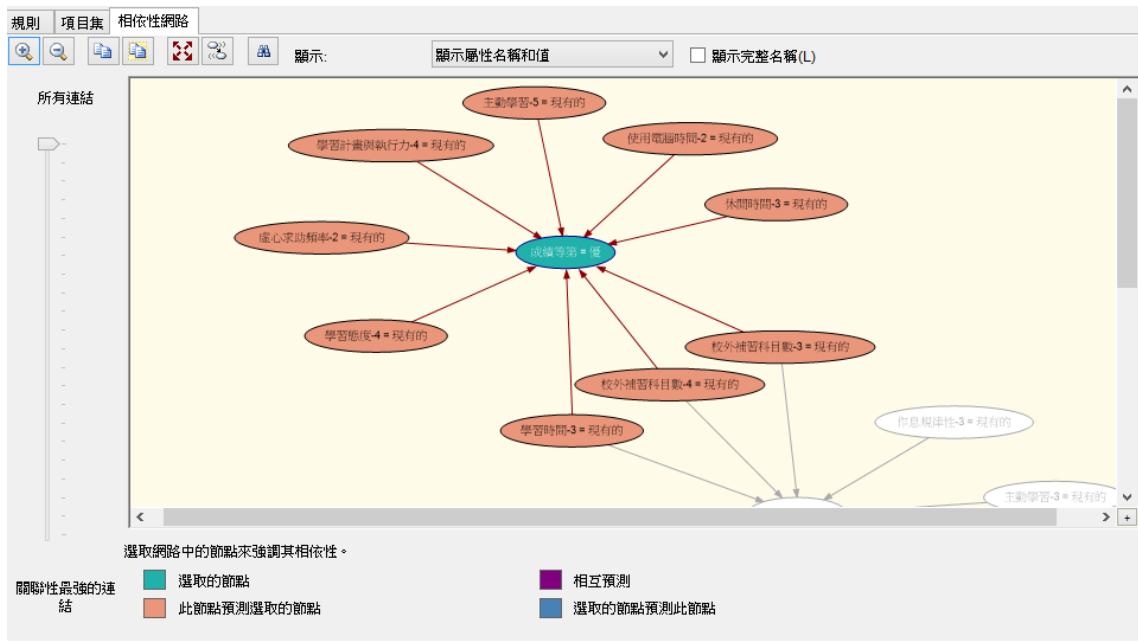 規則 項目集 相依性網路
顯示: 顯示屬性名稱和值 顯示完整名稱(L)
所有連結
主動學習-5 = 現有的
學習計畫與執行力-4 = 現有的
使用電腦時間-2 = 現有的
休閒時間-3 = 現有的
虛心求助頻率-2 = 現有的
成績等第 = 優
學習態度-4 = 現有的
校外補習科目數-3 = 現有的
校外補習科目數-4 = 現有的
學習時間-3 = 現有的
作息規律性-3 = 現有的
主動學習-3 = 現有的
選取網路中的節點來強調其相依性。
關聯性最強的連
結
選取的節點
相互預測
此節點預測選取的節點
選取的節點預測此節點